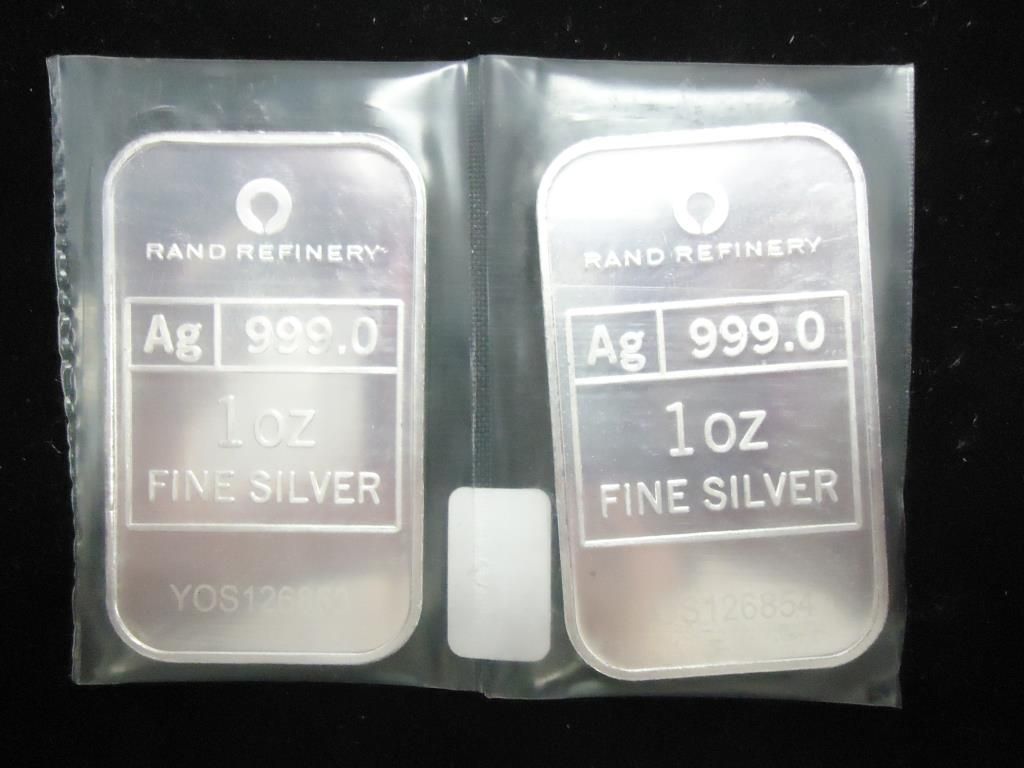 RAND REFINERY
Ag 999.0
1 oz
FINE SILVER
RAND REFINERY
Ag 999.0
1 oz
FINE SILVER